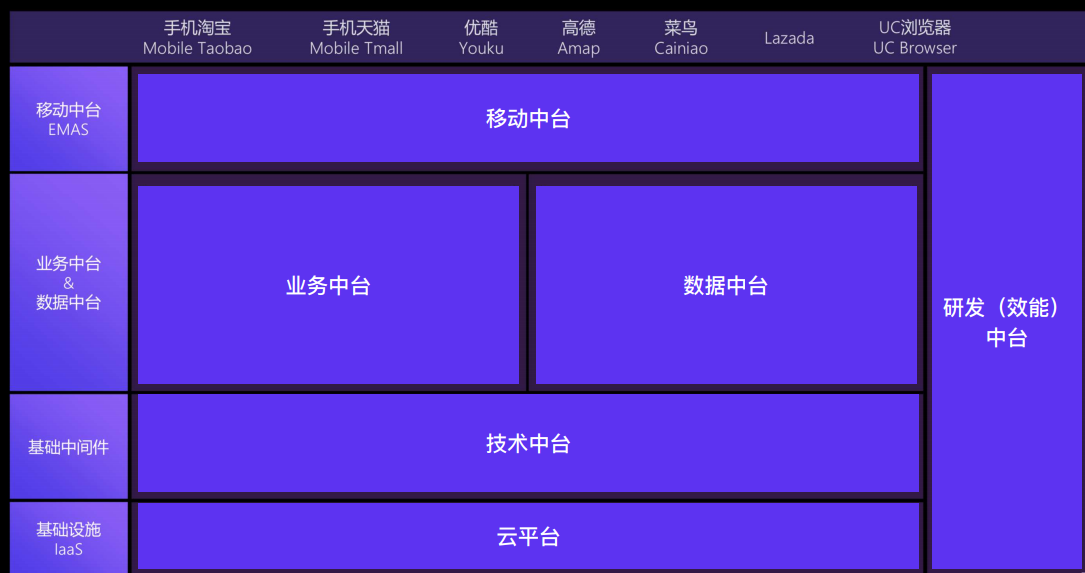 手机淘宝
Mobile Taobao
手机天猫
Mobile Tmall
优酷
Youku
高德
Amap
菜鸟
Cainiao
Lazada
UC浏览器
UC Browser
移动中台
EMAS
移动中台
业务中台
&
数据中台
业务中台
数据中台
研发（效能）
中台
基础中间件
技术中台
基础设施
IaaS
云平台